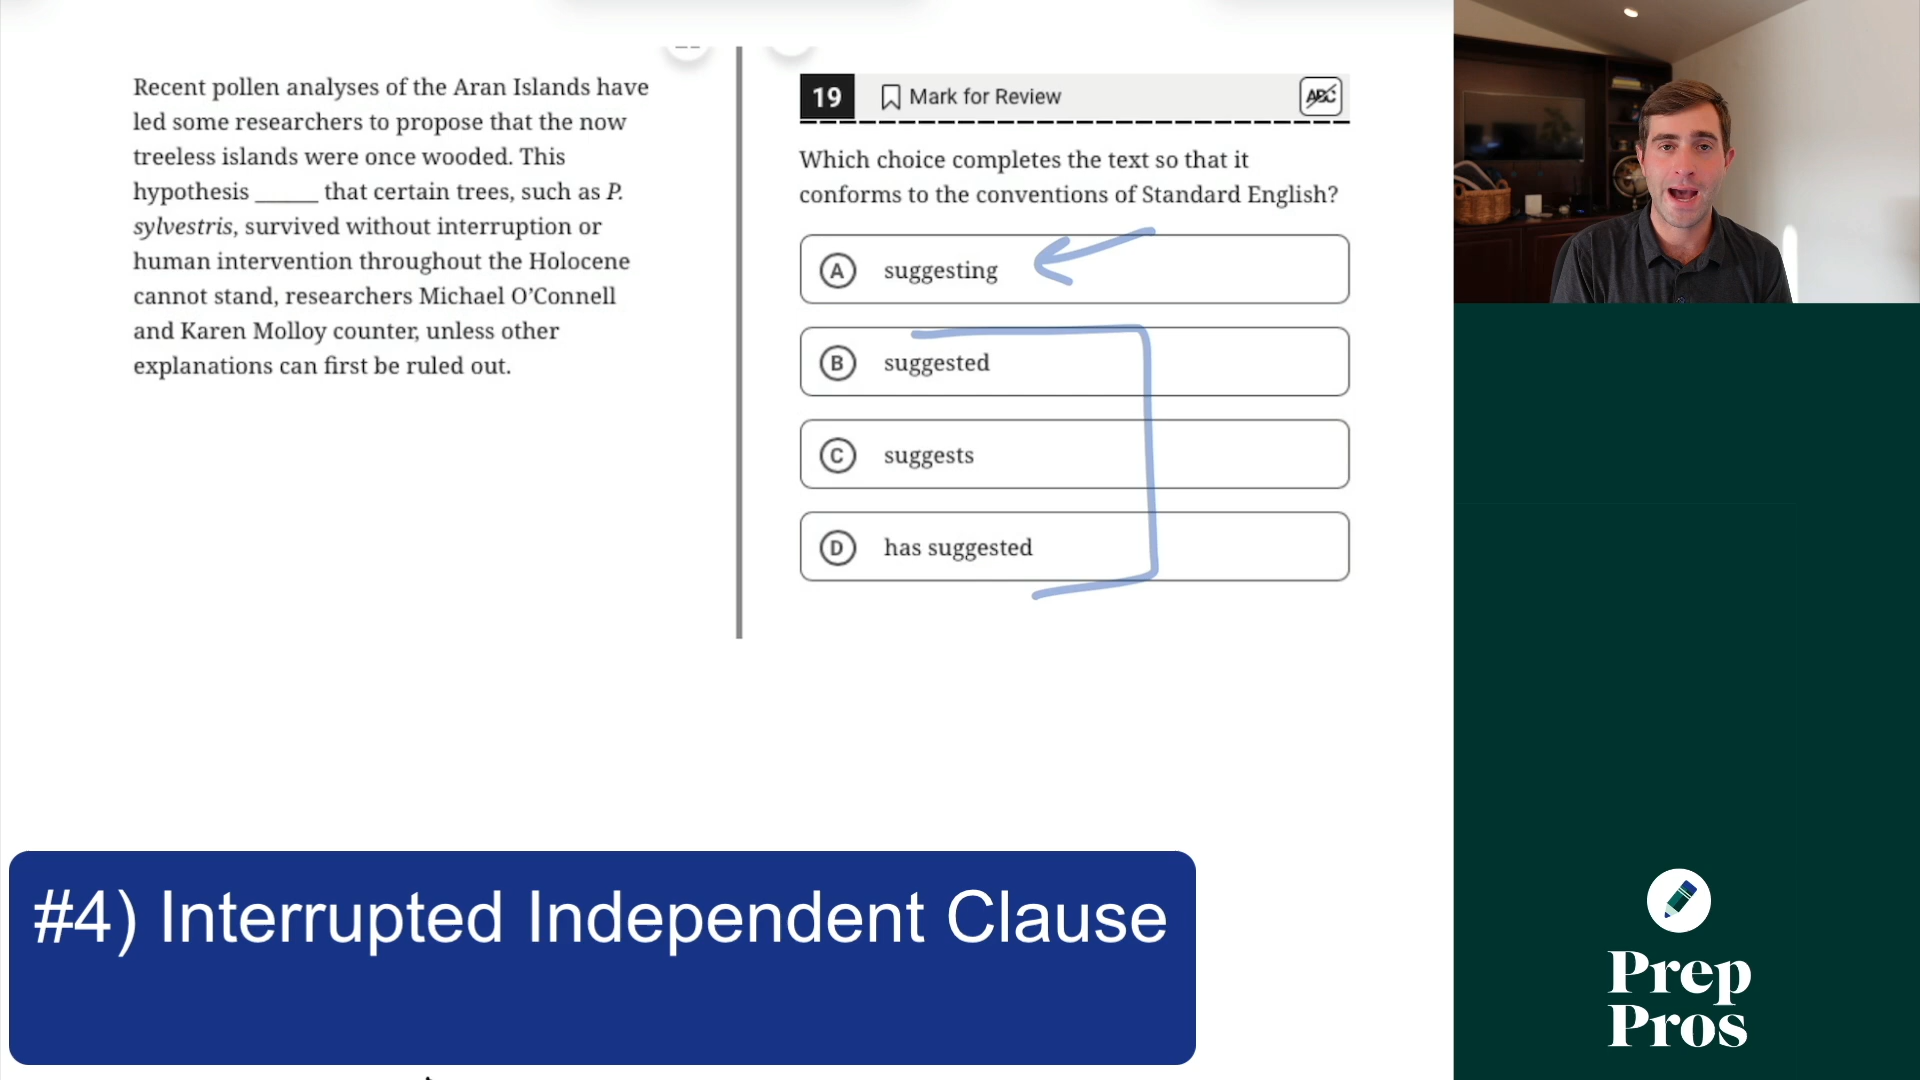 Recent pollen analyses of the Aran Islands have
led some researchers to propose that the now
treeless islands were once wooded. This
hypothesis ______ that certain trees, such as P.
sylvestris, survived without interruption or
human intervention throughout the Holocene
cannot stand, researchers Michael O’Connell
and Karen Molloy counter, unless other
explanations can first be ruled out.
19 Mark for Review ABC
Which choice completes the text so that it
conforms to the conventions of Standard English?
A suggesting
B suggested
C suggests
D has suggested
#4) Interrupted Independent Clause
Prep
Pros